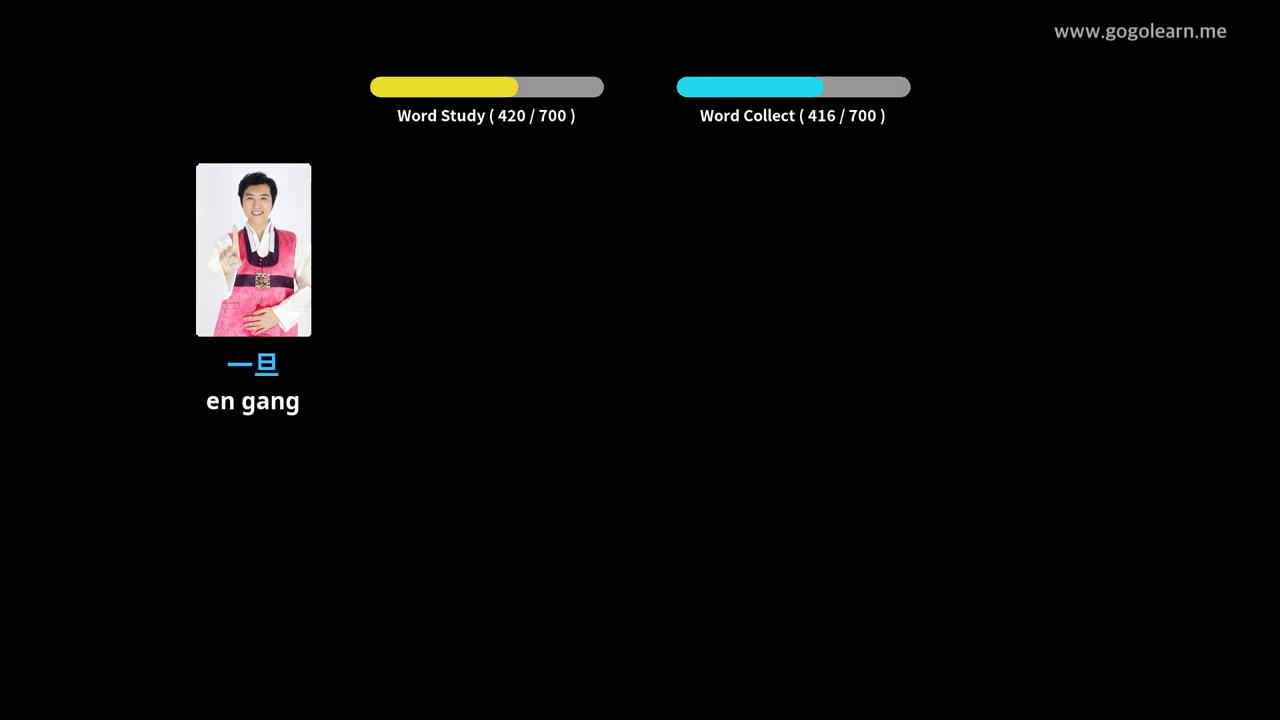 www.gogolearn.me
Word Study ( 420 / 700 )
Word Collect ( 416 / 700 )
一旦
en gang